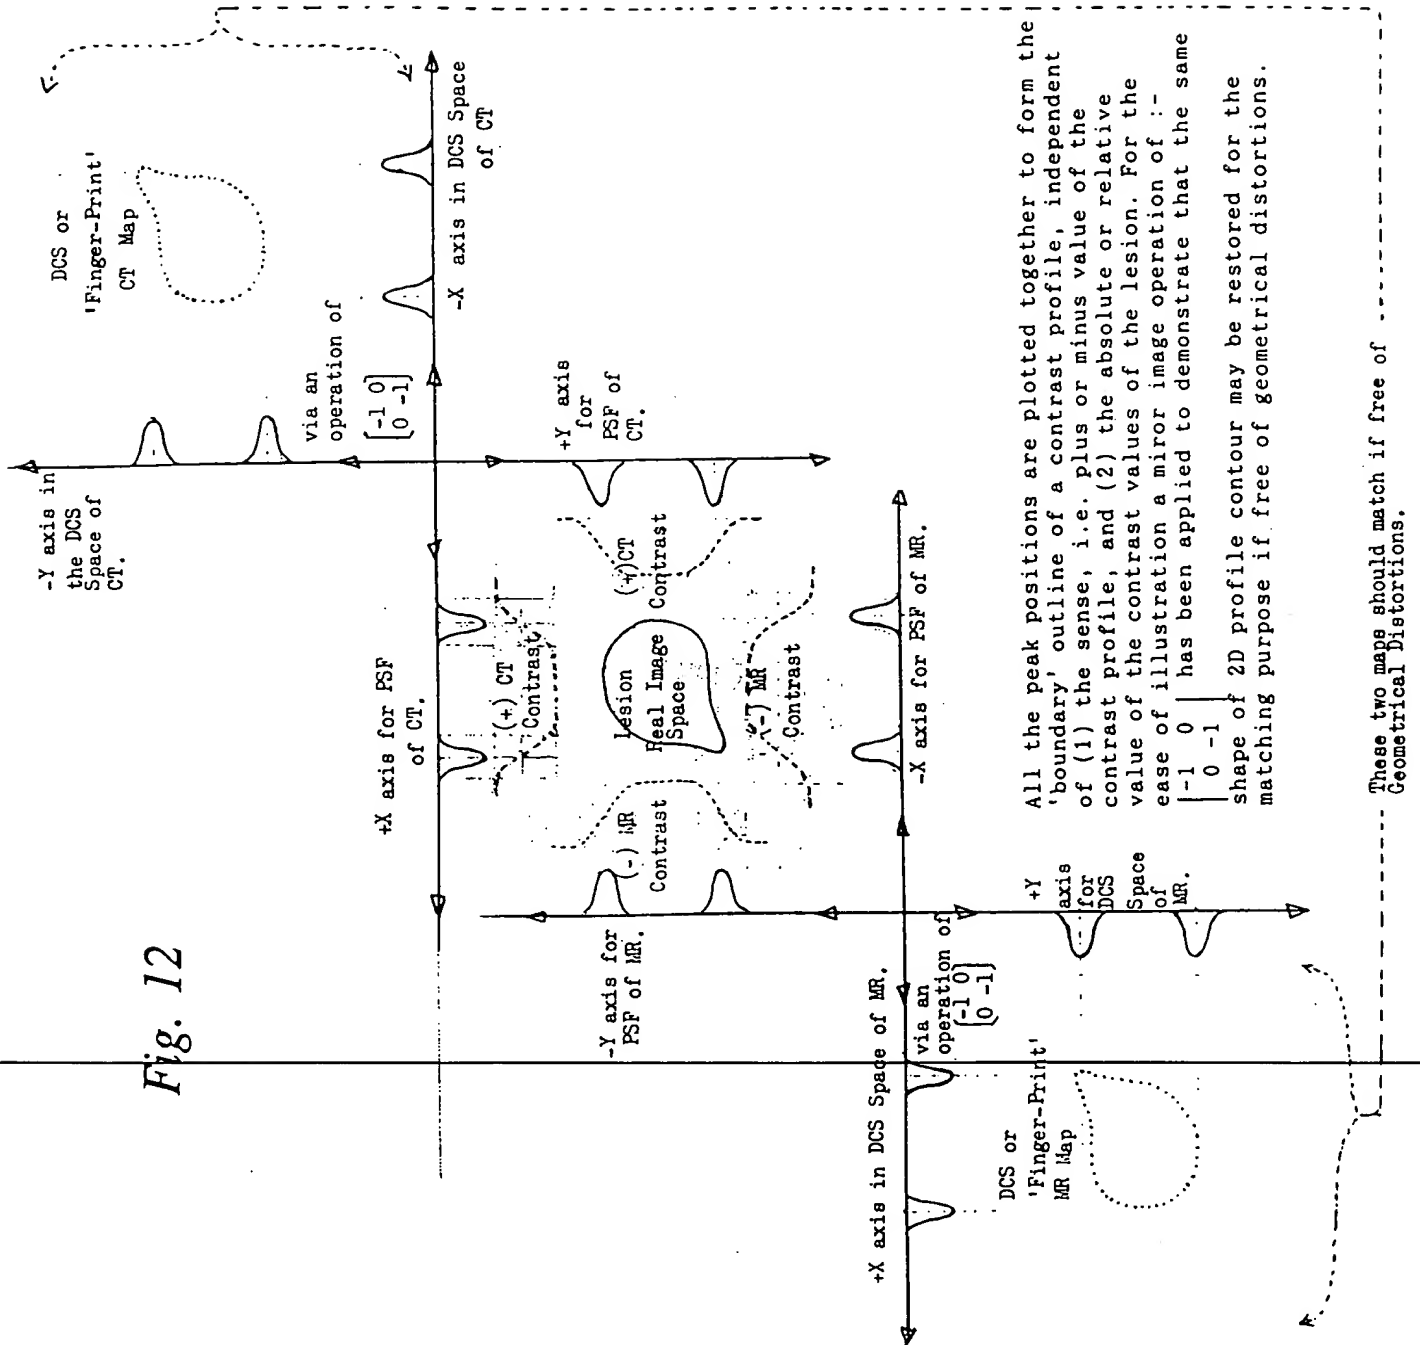 Fig. 12
-Y axis in
the DCS
Space of
CT.
DCS or
'Finger-Print'
CT Map
via an
operation of
[-1 0]
[0 -1]
-X axis in DCS Space
of CT
+X axis for PSF
of CT.
+Y axis
for
PSF of
CT.
(+) CT
Contrast
(+)CT
Contrast
Lesion
Real Image
Space
(-) MR
Contrast
(-) MR
Contrast
-Y axis for
PSF of MR.
-X axis for PSF of MR.
+X axis in DCS Space of MR.
via an
operation of
[-1 0]
[0 -1]
+Y
axis
for
DCS
Space
of
MR.
DCS or
'Finger-Print'
MR Map
All the peak positions are plotted together to form the
'boundary' outline of a contrast profile, independent
of (1) the sense, i.e. plus or minus value of the
contrast profile, and (2) the absolute or relative
value of the contrast values of the lesion. For the
ease of illustration a mirror image operation of :-
|-1 0 | has been applied to demonstrate that the same
| 0 -1 |
shape of 2D profile contour may be restored for the
matching purpose if free of geometrical distortions.
These two maps should match if free of
Geometrical Distortions.